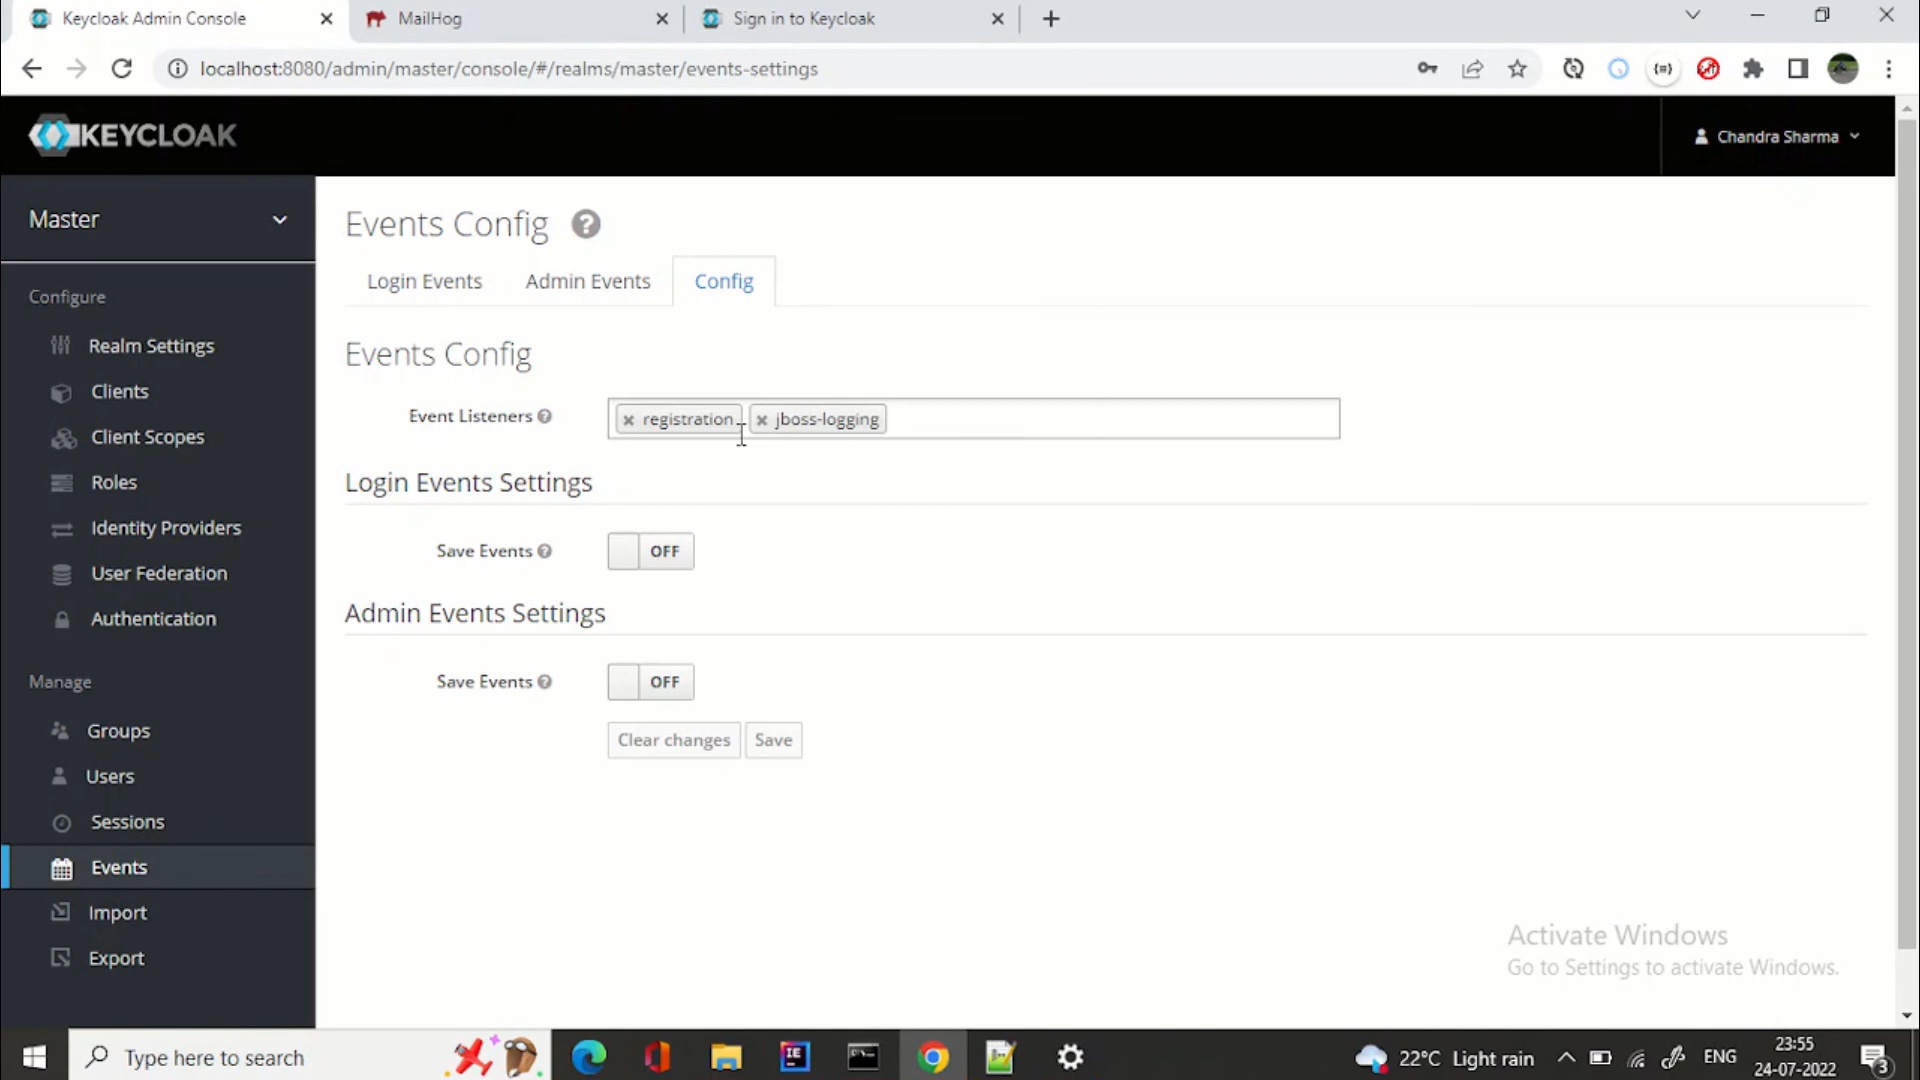 Keycloak Admin Console
MailHog
Sign in to Keycloak
localhost:8080/admin/master/console/#/realms/master/events-settings
KEYCLOAK
Chandra Sharma
Master
Configure
Realm Settings
Clients
Client Scopes
Roles
Identity Providers
User Federation
Authentication
Manage
Groups
Users
Sessions
Events
Import
Export
Events Config
Login Events
Admin Events
Config
Events Config
Event Listeners
registration
jboss-logging
Login Events Settings
Save Events
OFF
Admin Events Settings
Save Events
OFF
Clear changes
Save
Activate Windows
Go to Settings to activate Windows.
Type here to search
22°C Light rain
ENG
23:55
24-07-2022
3